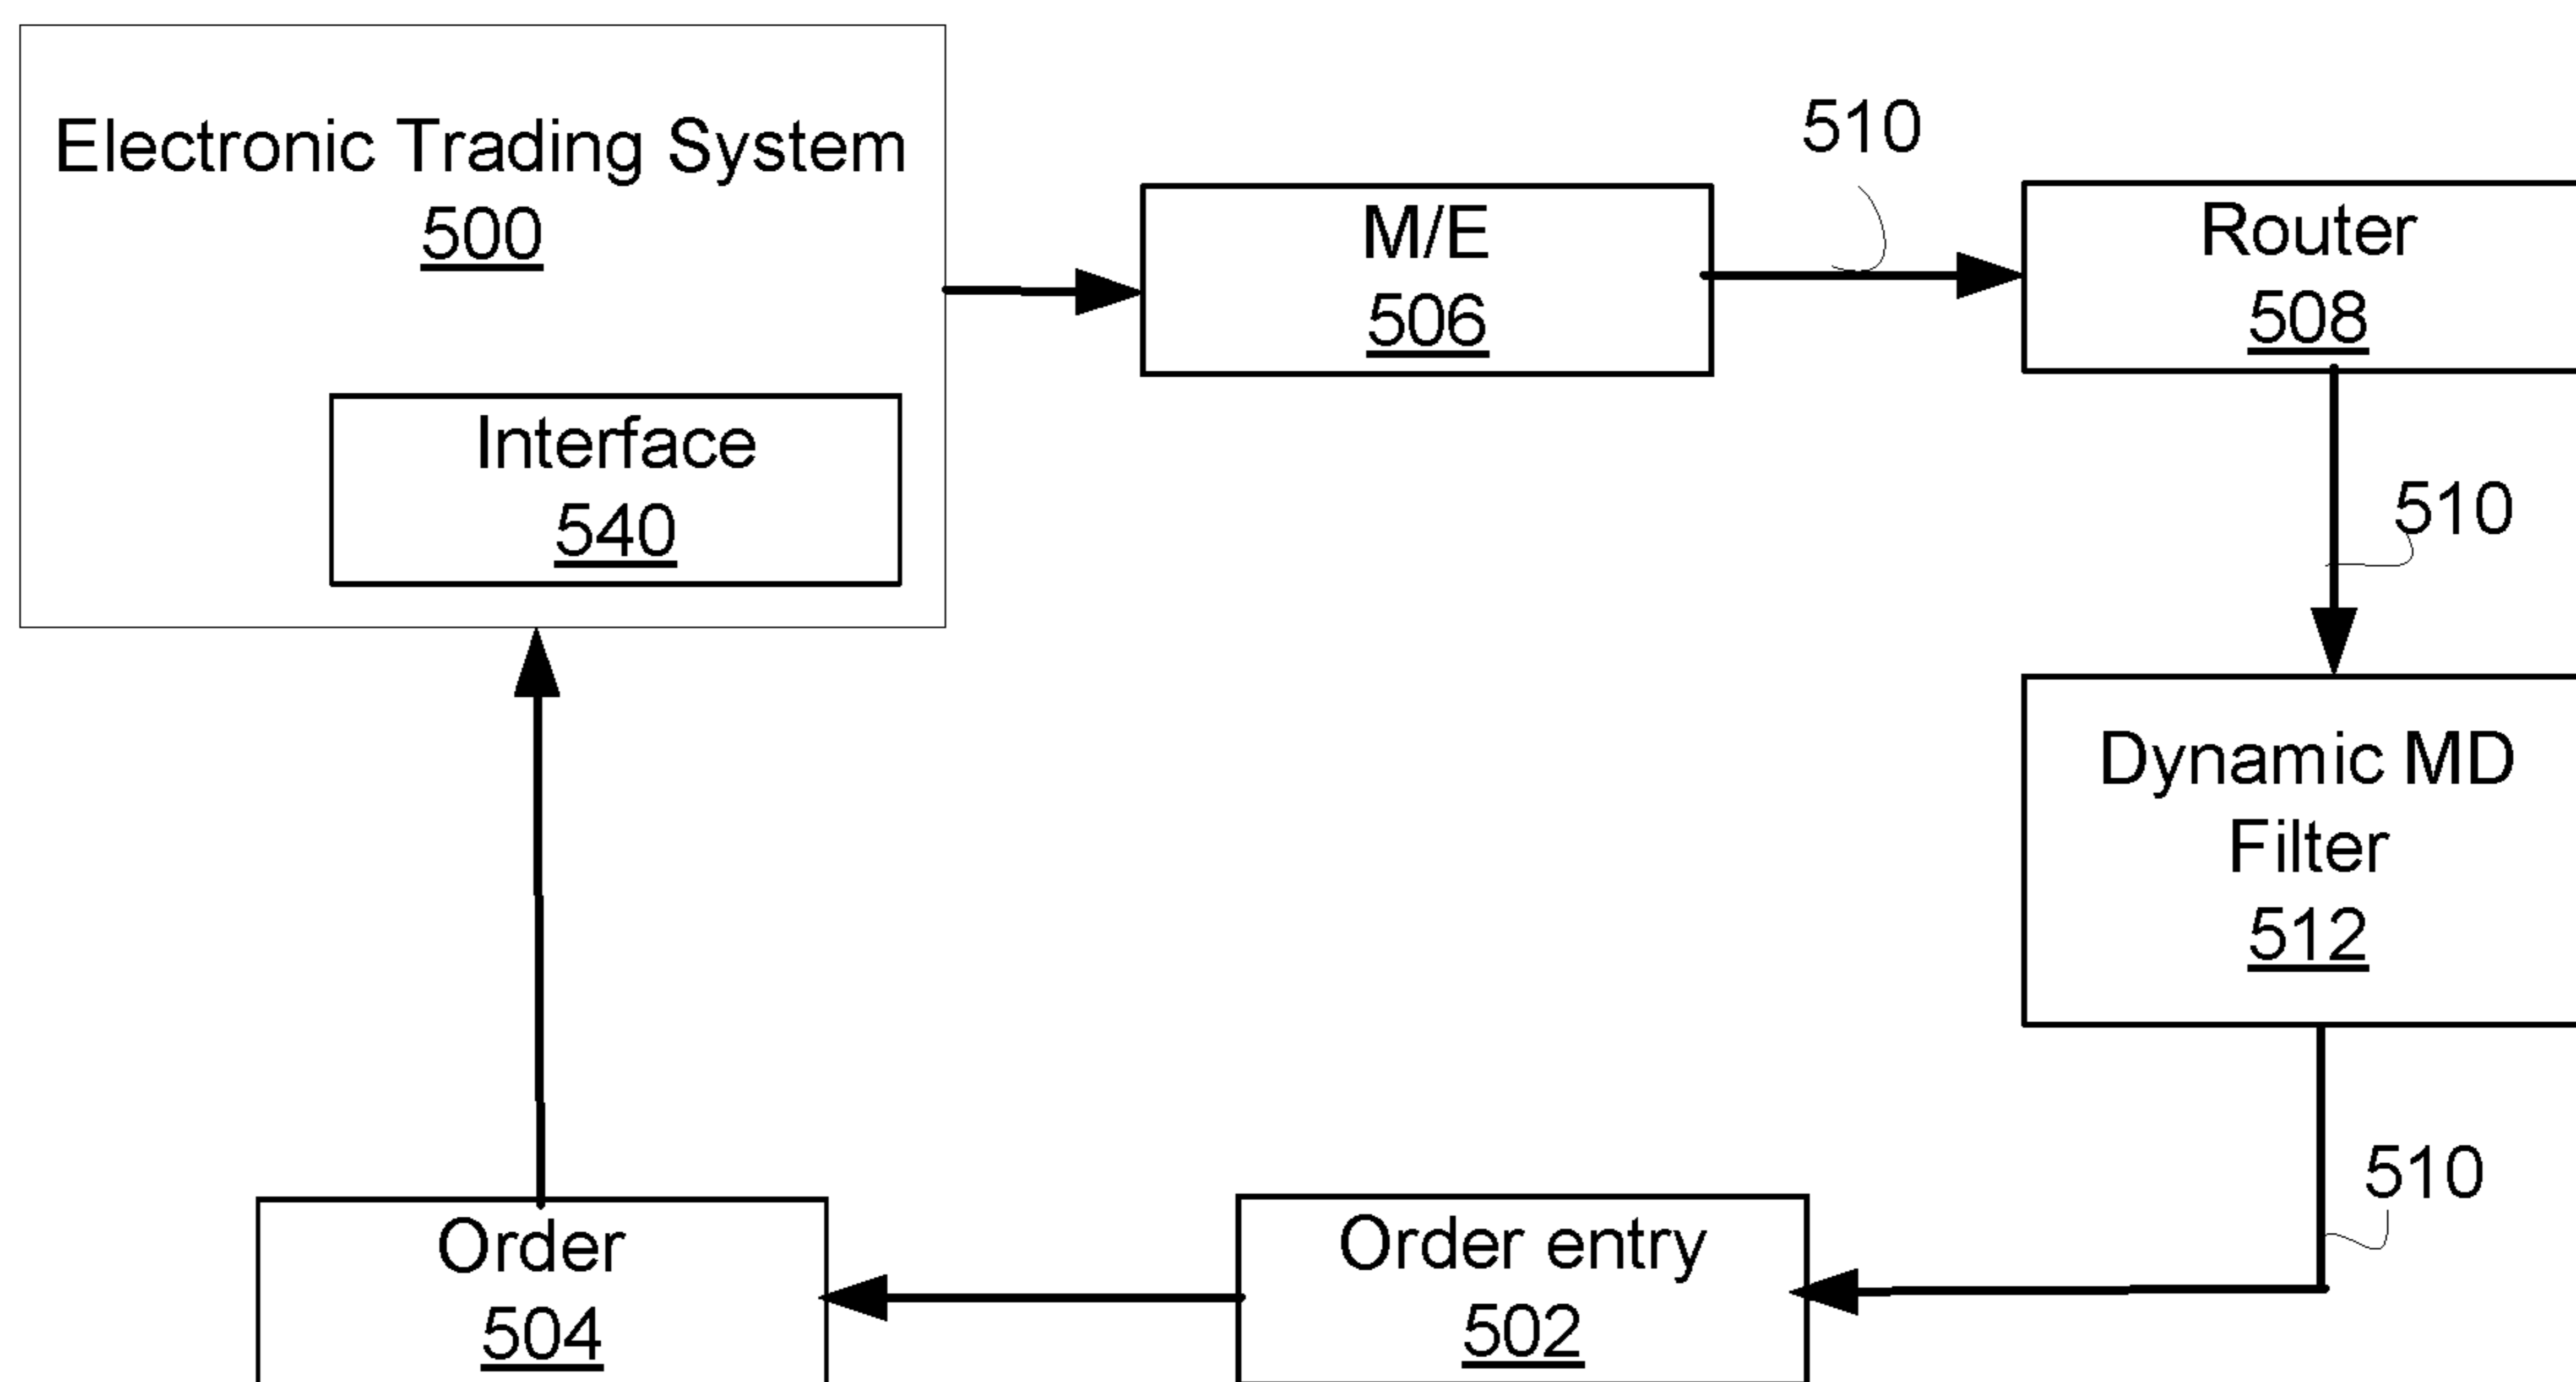 Electronic Trading System
500
Interface
540
M/E
506
510
Router
508
510
Dynamic MD
Filter
512
510
Order entry
502
Order
504